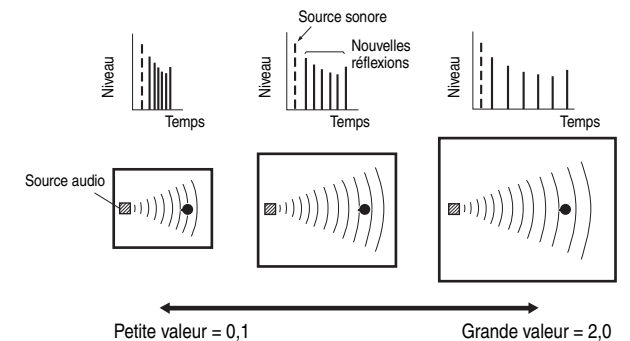 Source sonore
Nouvelles
réflexions
Niveau
Temps
Niveau
Temps
Niveau
Temps
Source audio
Petite valeur = 0,1
Grande valeur = 2,0